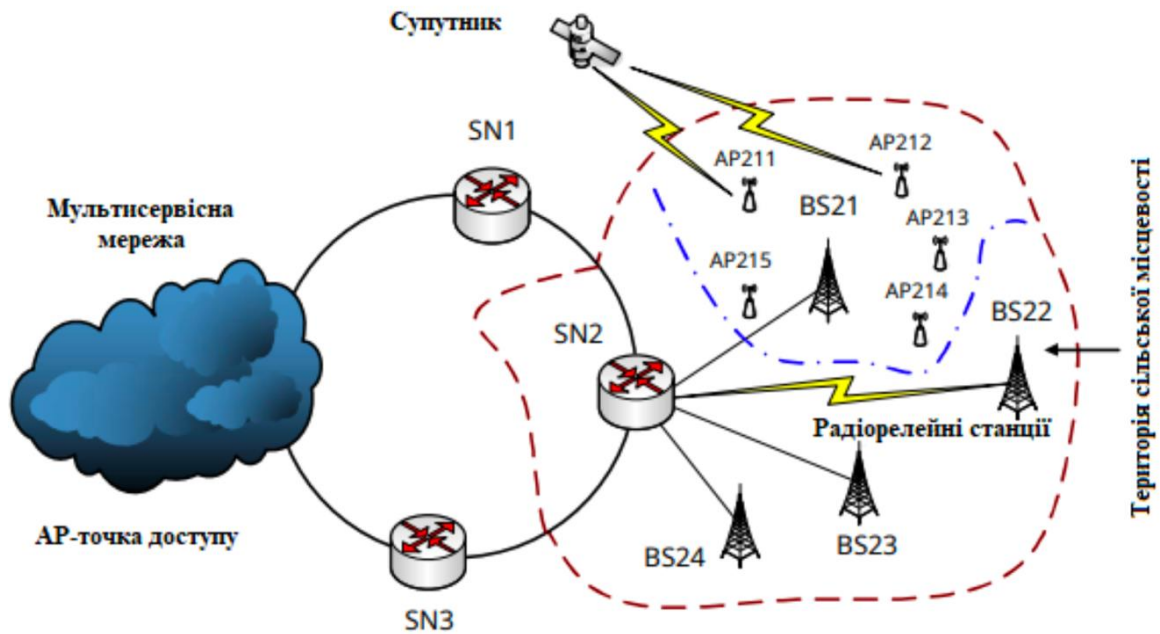 Супутник
SN1
AP211
AP212
Мультисервісна
мережа
BS21
AP213
AP215
AP214
BS22
SN2
Територія сільської місцевості
Радіорелейні станції
АР-точка доступу
BS24
BS23
SN3